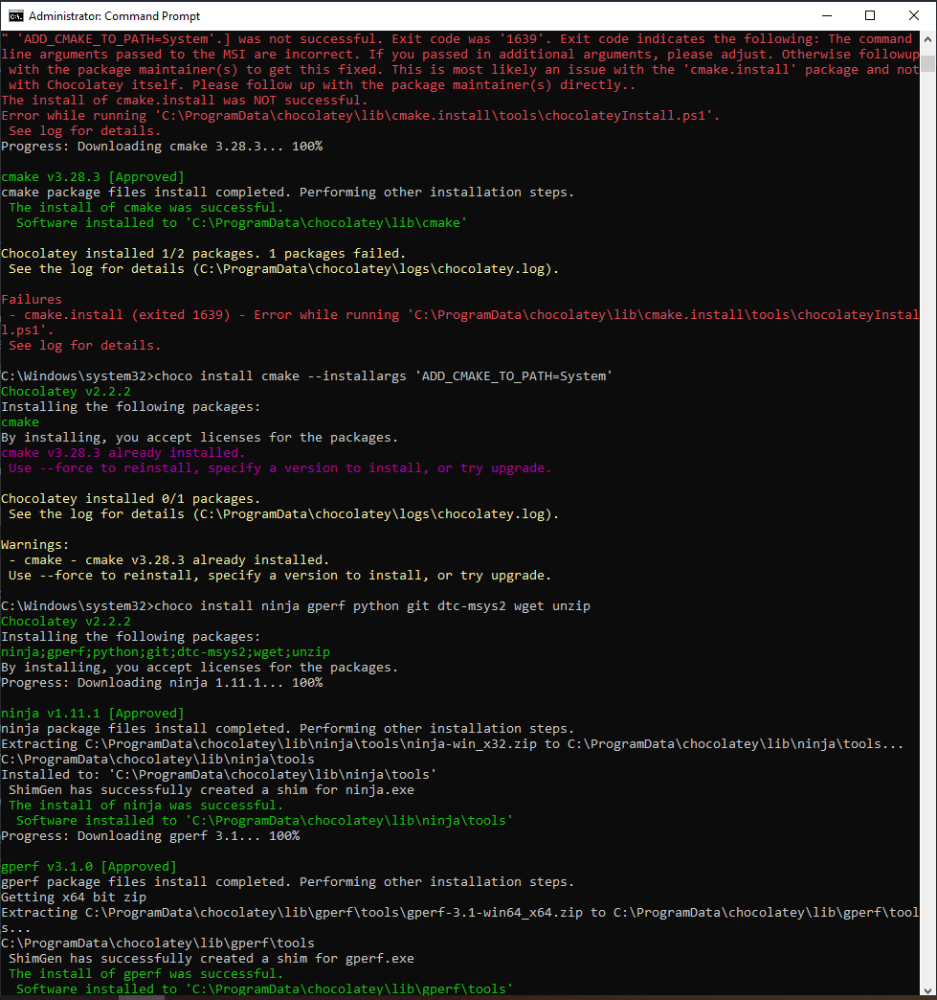 Administrator: Command Prompt
" 'ADD_CMAKE_TO_PATH=System'.] was not successful. Exit code was '1639'. Exit code indicates the following: The command
line arguments passed to the MSI are incorrect. If you passed in additional arguments, please adjust. Otherwise followup
 with the package maintainer(s) to get this fixed. This is most likely an issue with the 'cmake.install' package and not
 with Chocolatey itself. Please follow up with the package maintainer(s) directly..
The install of cmake.install was NOT successful.
Error while running 'C:\ProgramData\chocolatey\lib\cmake.install\tools\chocolateyInstall.ps1'.
 See log for details.
Progress: Downloading cmake 3.28.3... 100%

cmake v3.28.3 [Approved]
cmake package files install completed. Performing other installation steps.
 The install of cmake was successful.
  Software installed to 'C:\ProgramData\chocolatey\lib\cmake'

Chocolatey installed 1/2 packages. 1 packages failed.
 See the log for details (C:\ProgramData\chocolatey\logs\chocolatey.log).

Failures
 - cmake.install (exited 1639) - Error while running 'C:\ProgramData\chocolatey\lib\cmake.install\tools\chocolateyInstal
l.ps1'.
 See log for details.

C:\Windows\system32>choco install cmake --installargs 'ADD_CMAKE_TO_PATH=System'
Chocolatey v2.2.2
Installing the following packages:
cmake
By installing, you accept licenses for the packages.
cmake v3.28.3 already installed.
 Use --force to reinstall, specify a version to install, or try upgrade.

Chocolatey installed 0/1 packages.
 See the log for details (C:\ProgramData\chocolatey\logs\chocolatey.log).

Warnings:
 - cmake - cmake v3.28.3 already installed.
 Use --force to reinstall, specify a version to install, or try upgrade.

C:\Windows\system32>choco install ninja gperf python git dtc-msys2 wget unzip
Chocolatey v2.2.2
Installing the following packages:
ninja;gperf;python;git;dtc-msys2;wget;unzip
By installing, you accept licenses for the packages.
Progress: Downloading ninja 1.11.1... 100%

ninja v1.11.1 [Approved]
ninja package files install completed. Performing other installation steps.
Extracting C:\ProgramData\chocolatey\lib\ninja\tools\ninja-win_x32.zip to C:\ProgramData\chocolatey\lib\ninja\tools...
C:\ProgramData\chocolatey\lib\ninja\tools
Installed to: 'C:\ProgramData\chocolatey\lib\ninja\tools'
 ShimGen has successfully created a shim for ninja.exe
 The install of ninja was successful.
  Software installed to 'C:\ProgramData\chocolatey\lib\ninja\tools'
Progress: Downloading gperf 3.1... 100%

gperf v3.1.0 [Approved]
gperf package files install completed. Performing other installation steps.
Getting x64 bit zip
Extracting C:\ProgramData\chocolatey\lib\gperf\tools\gperf-3.1-win64_x64.zip to C:\ProgramData\chocolatey\lib\gperf\tool
s...
C:\ProgramData\chocolatey\lib\gperf\tools
 ShimGen has successfully created a shim for gperf.exe
 The install of gperf was successful.
  Software installed to 'C:\ProgramData\chocolatey\lib\gperf\tools'